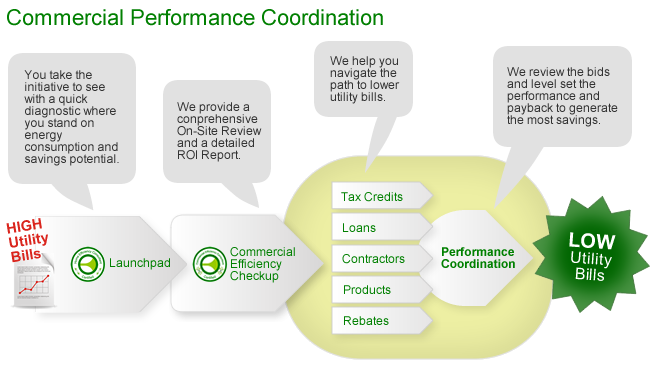 Commercial Performance Coordination
You take the
initiative to see
with a quick
diagnostic where
you stand on
energy
consumption and
savings potential.
We provide a
conprehensive
On-Site Review
and a detailed
ROI Report.
We help you
navigate the
path to lower
utility bills.
We review the bids
and level set the
performance and
payback to generate
the most savings.
HIGH
Utility
Bills
Launchpad
Commercial
Efficiency
Checkup
Tax Credits
Loans
Contractors
Products
Rebates
Performance
Coordination
LOW
Utility
Bills